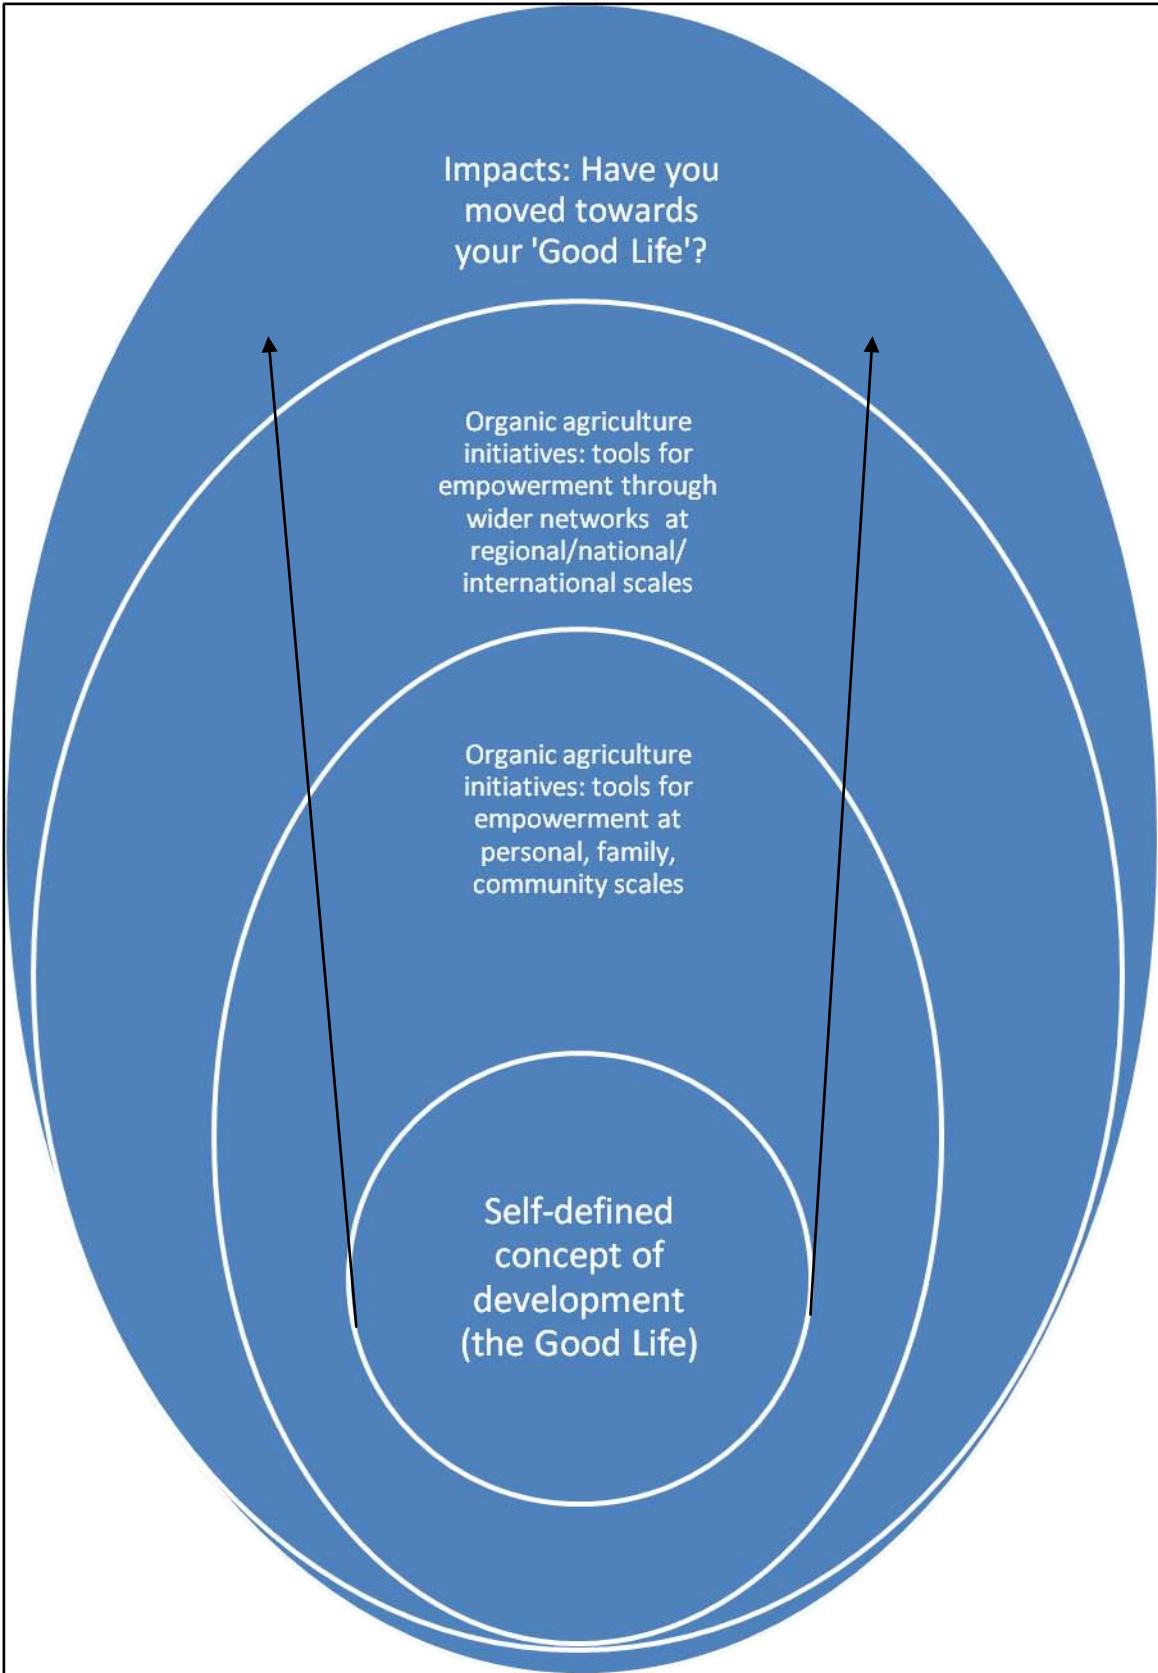 Impacts: Have you
moved towards
your 'Good Life'?
Organic agriculture
initiatives: tools for
empowerment through
wider networks at
regional/national/
international scales
Organic agriculture
initiatives: tools for
empowerment at
personal, family,
community scales
Self-defined
concept of
development
(the Good Life)